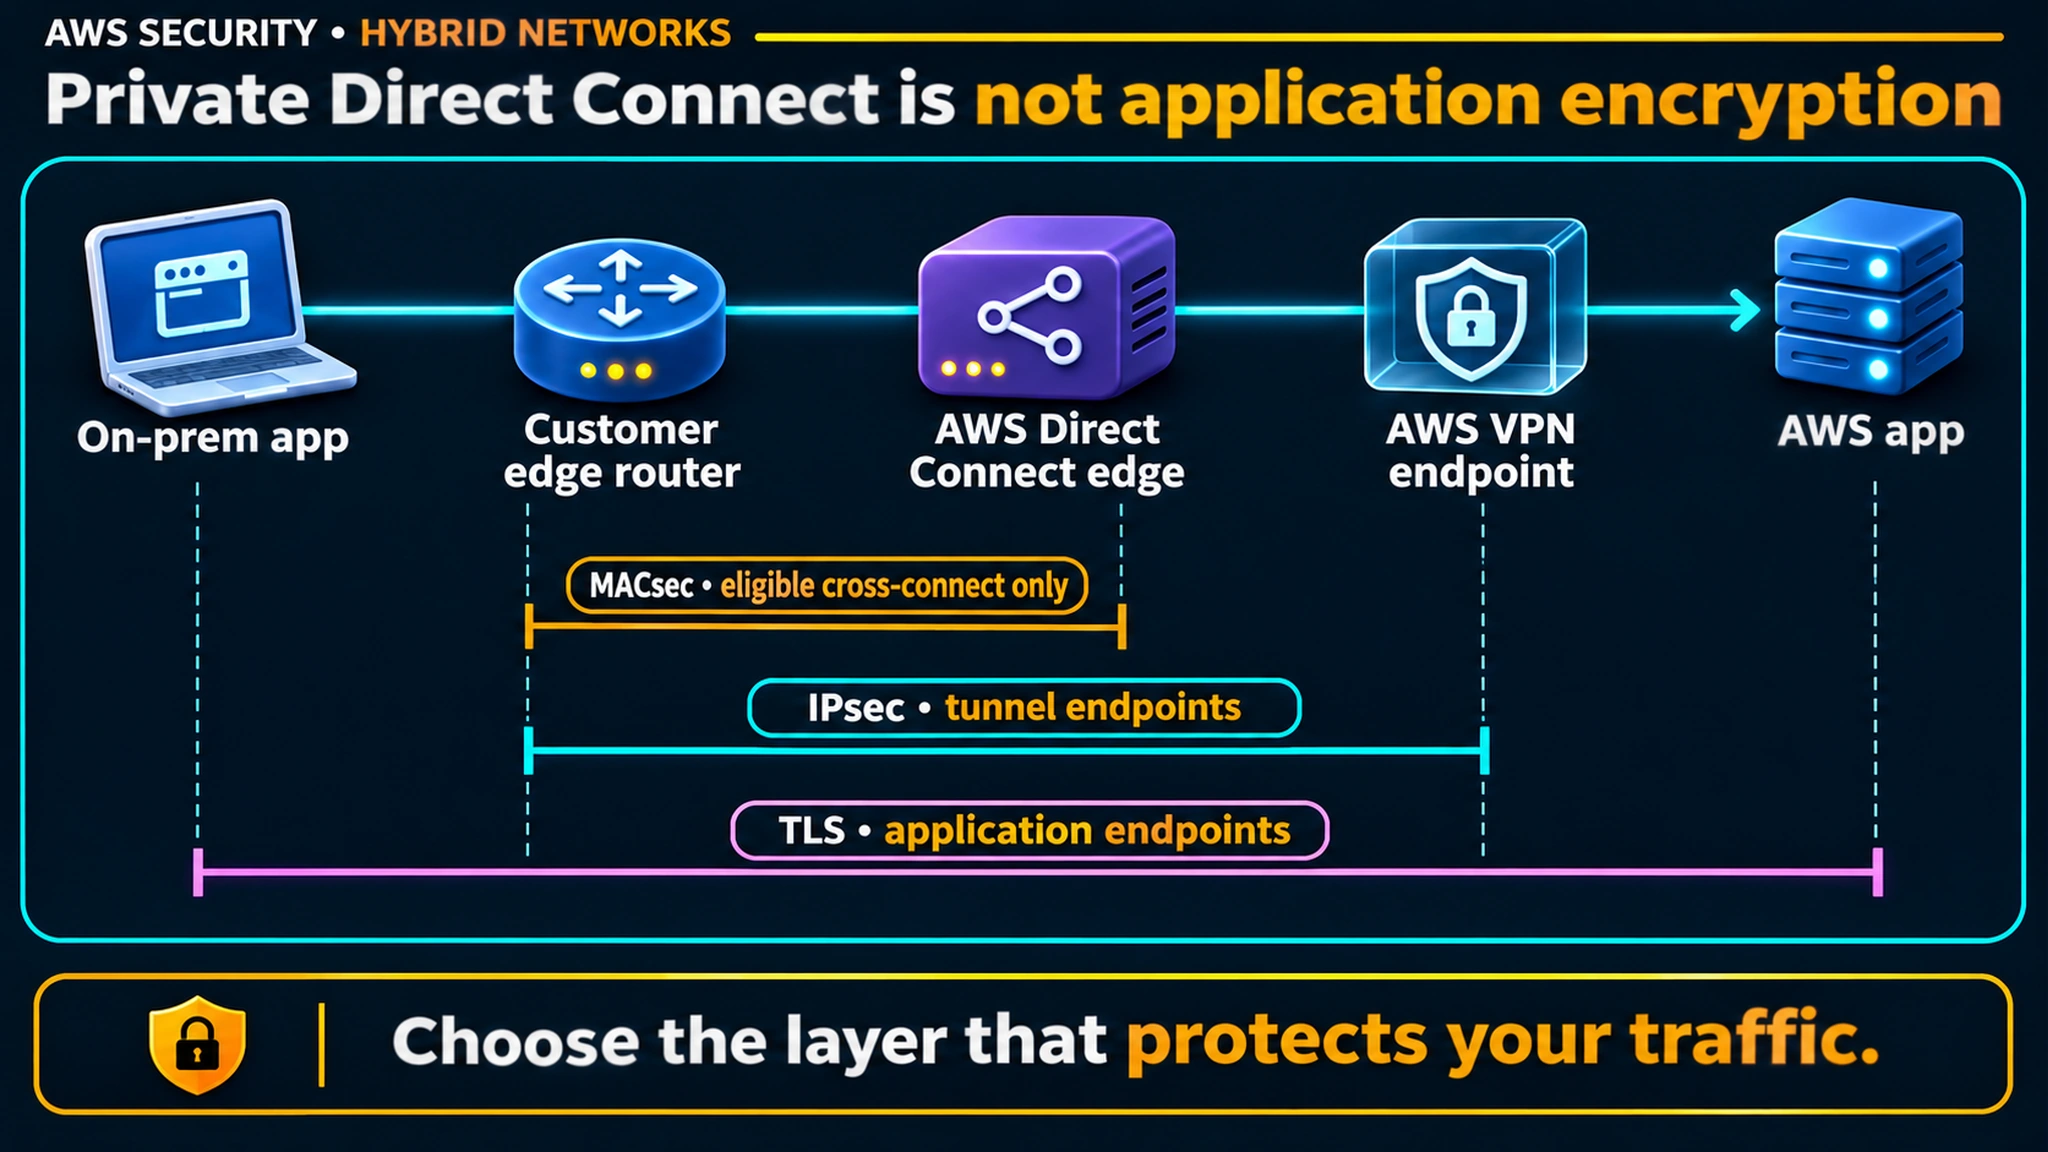 AWS SECURITY • HYBRID NETWORKS
Private Direct Connect is not application encryption
On-prem app
Customer
edge router
AWS Direct
Connect edge
AWS VPN
endpoint
AWS app
MACsec • eligible cross-connect only
IPsec • tunnel endpoints
TLS • application endpoints
Choose the layer that protects your traffic.